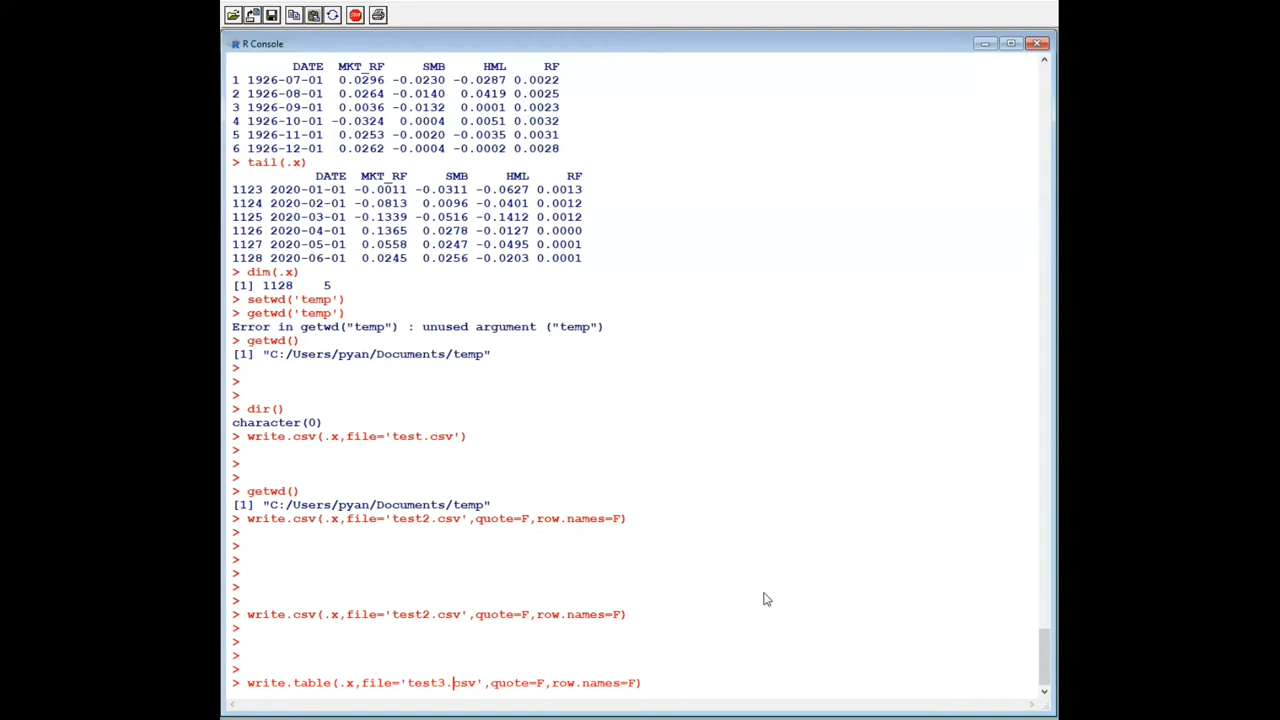 STOP
R Console
DATE MKT_RF SMB HML RF
1 1926-07-01 0.0296 -0.0230 -0.0287 0.0022
2 1926-08-01 0.0264 -0.0140 0.0419 0.0025
3 1926-09-01 0.0036 -0.0132 0.0001 0.0023
4 1926-10-01 -0.0324 0.0004 0.0051 0.0032
5 1926-11-01 0.0253 -0.0020 -0.0035 0.0031
6 1926-12-01 0.0262 -0.0004 -0.0002 0.0028
> tail(.x)
DATE MKT_RF SMB HML RF
1123 2020-01-01 -0.0011 -0.0311 -0.0627 0.0013
1124 2020-02-01 -0.0813 0.0096 -0.0401 0.0012
1125 2020-03-01 -0.1339 -0.0516 -0.1412 0.0012
1126 2020-04-01 0.1365 0.0278 -0.0127 0.0000
1127 2020-05-01 0.0558 0.0247 -0.0495 0.0001
1128 2020-06-01 0.0245 0.0256 -0.0203 0.0001
> dim(.x)
[1] 1128 5
> setwd('temp')
> getwd('temp')
Error in getwd("temp") : unused argument ("temp")
> getwd()
[1] "C:/Users/pyan/Documents/temp"
>
>
>
> dir()
character(0)
> write.csv(.x,file='test.csv')
>
>
>
> getwd()
[1] "C:/Users/pyan/Documents/temp"
> write.csv(.x,file='test2.csv',quote=F,row.names=F)
>
>
>
>
>
>
> write.csv(.x,file='test2.csv',quote=F,row.names=F)
>
>
>
>
> write.table(.x,file='test3.csv',quote=F,row.names=F)